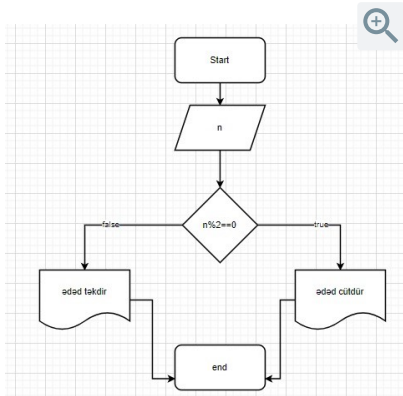 Start
n
n%2==0
false
true
ədəd təkdir
ədəd cütdür
end